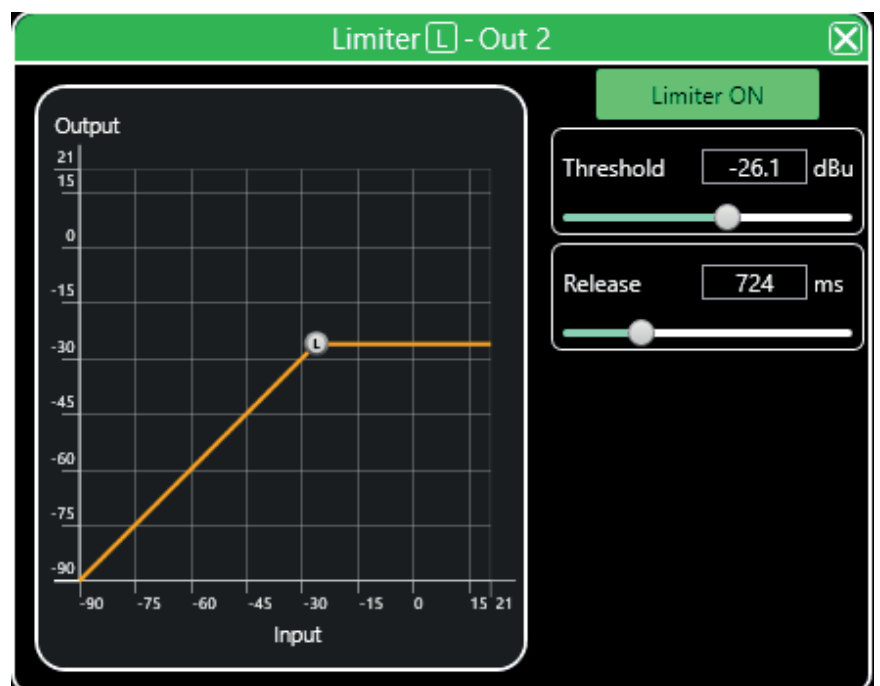 Limiter L - Out 2
Limiter ON
Output
21
15
0
-15
-30
-45
-60
-75
-90
L
-90 -75 -60 -45 -30 -15 0 15 21
Input
Threshold -26.1 dBu
Release 724 ms